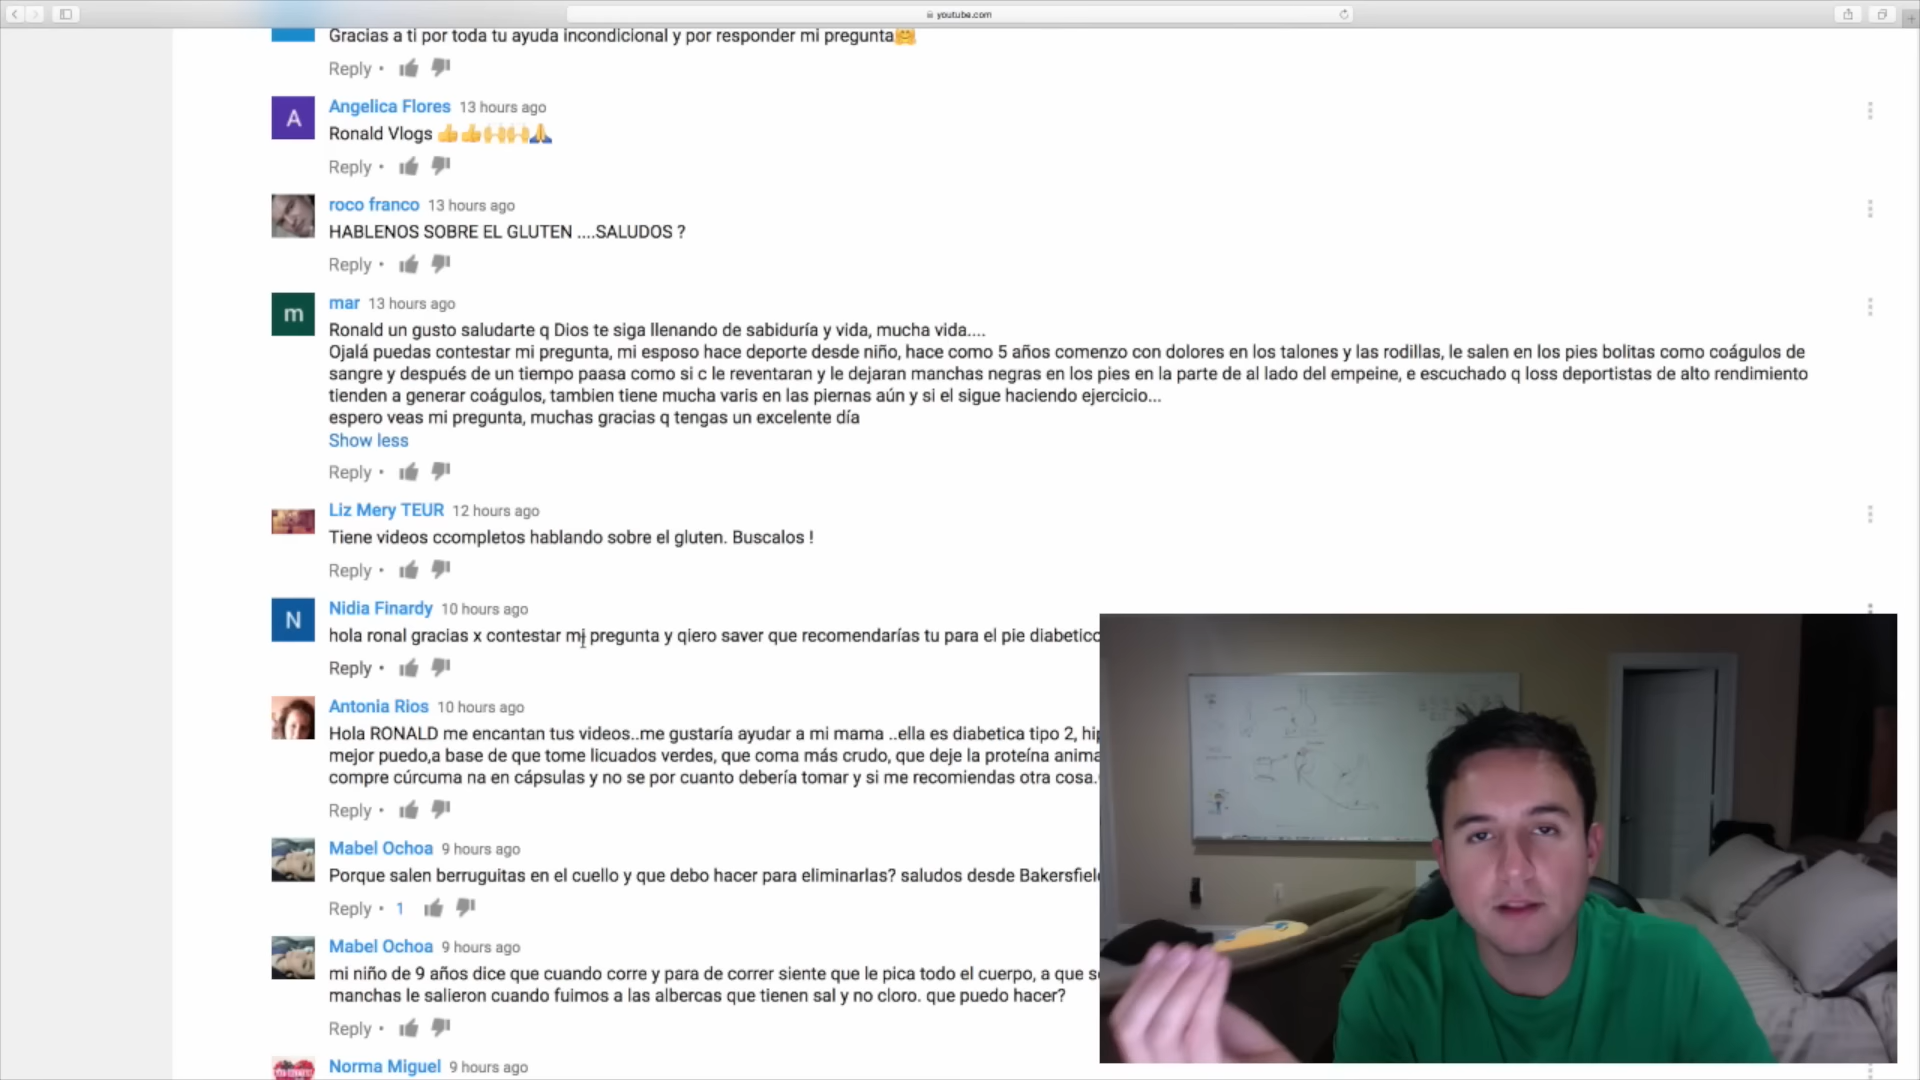 youtube.com
Gracias a ti por toda tu ayuda incondicional y por responder mi pregunta🤗
Reply •
A
Angelica Flores 13 hours ago
Ronald Vlogs 👍👍🙌🙌🙏
Reply •
roco franco 13 hours ago
HABLENOS SOBRE EL GLUTEN ....SALUDOS ?
Reply •
m
mar 13 hours ago
Ronald un gusto saludarte q Dios te siga llenando de sabiduría y vida, mucha vida....
Ojalá puedas contestar mi pregunta, mi esposo hace deporte desde niño, hace como 5 años comenzo con dolores en los talones y las rodillas, le salen en los pies bolitas como coágulos de
sangre y después de un tiempo paasa como si c le reventaran y le dejaran manchas negras en los pies en la parte de al lado del empeine, e escuchado q loss deportistas de alto rendimiento
tienden a generar coágulos, tambien tiene mucha varis en las piernas aún y si el sigue haciendo ejercicio...
espero veas mi pregunta, muchas gracias q tengas un excelente día
Show less
Reply •
Liz Mery TEUR 12 hours ago
Tiene videos ccompletos hablando sobre el gluten. Buscalos !
Reply •
N
Nidia Finardy 10 hours ago
hola ronal gracias x contestar mi pregunta y qiero saver que recomendarías tu para el pie diabetico
Reply •
Antonia Rios 10 hours ago
Hola RONALD me encantan tus videos..me gustaría ayudar a mi mama ..ella es diabetica tipo 2, hip
mejor puedo,a base de que tome licuados verdes, que coma más crudo, que deje la proteína anima
compre cúrcuma na en cápsulas y no se por cuanto debería tomar y si me recomiendas otra cosa.
Reply •
Mabel Ochoa 9 hours ago
Porque salen berruguitas en el cuello y que debo hacer para eliminarlas? saludos desde Bakersfield
Reply • 1
Mabel Ochoa 9 hours ago
mi niño de 9 años dice que cuando corre y para de correr siente que le pica todo el cuerpo, a que s
manchas le salieron cuando fuimos a las albercas que tienen sal y no cloro. que puedo hacer?
Reply •
Norma Miguel 9 hours ago